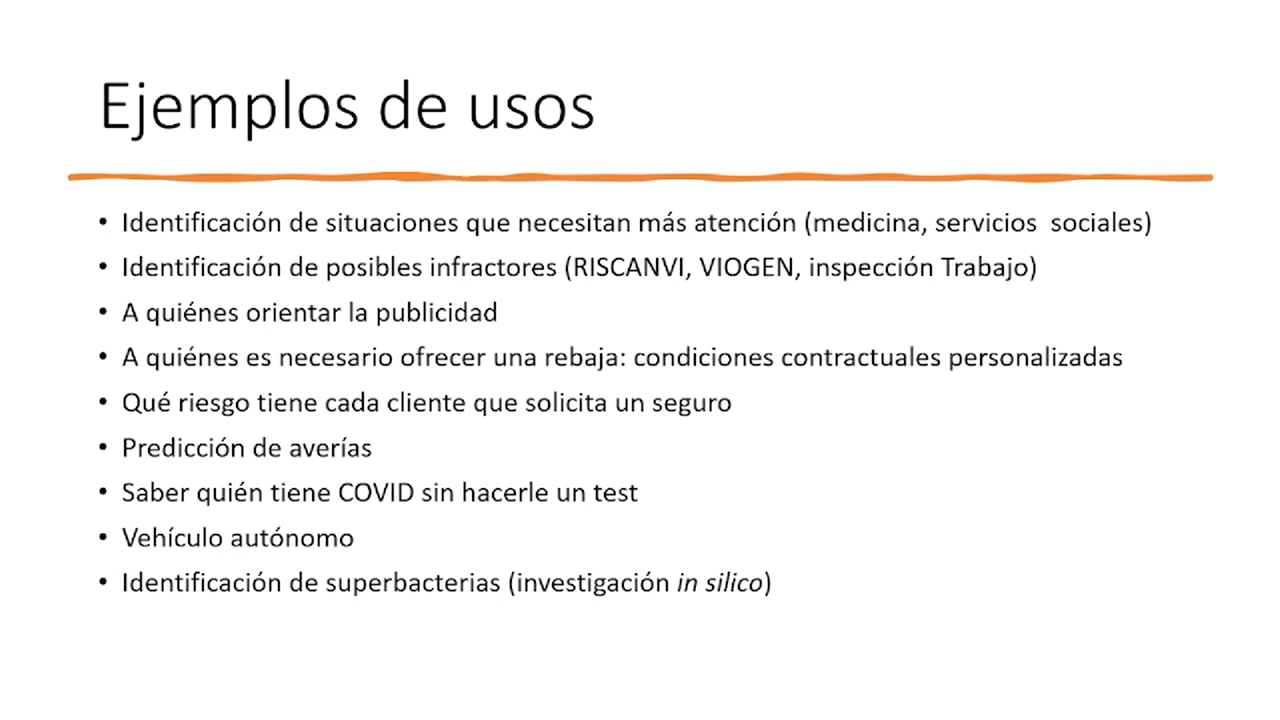 Ejemplos de usos
• Identificación de situaciones que necesitan más atención (medicina, servicios  sociales)
• Identificación de posibles infractores (RISCANVI, VIOGEN, inspección Trabajo)
• A quiénes orientar la publicidad
• A quiénes es necesario ofrecer una rebaja: condiciones contractuales personalizadas
• Qué riesgo tiene cada cliente que solicita un seguro
• Predicción de averías
• Saber quién tiene COVID sin hacerle un test
• Vehículo autónomo
• Identificación de superbacterias (investigación in silico)